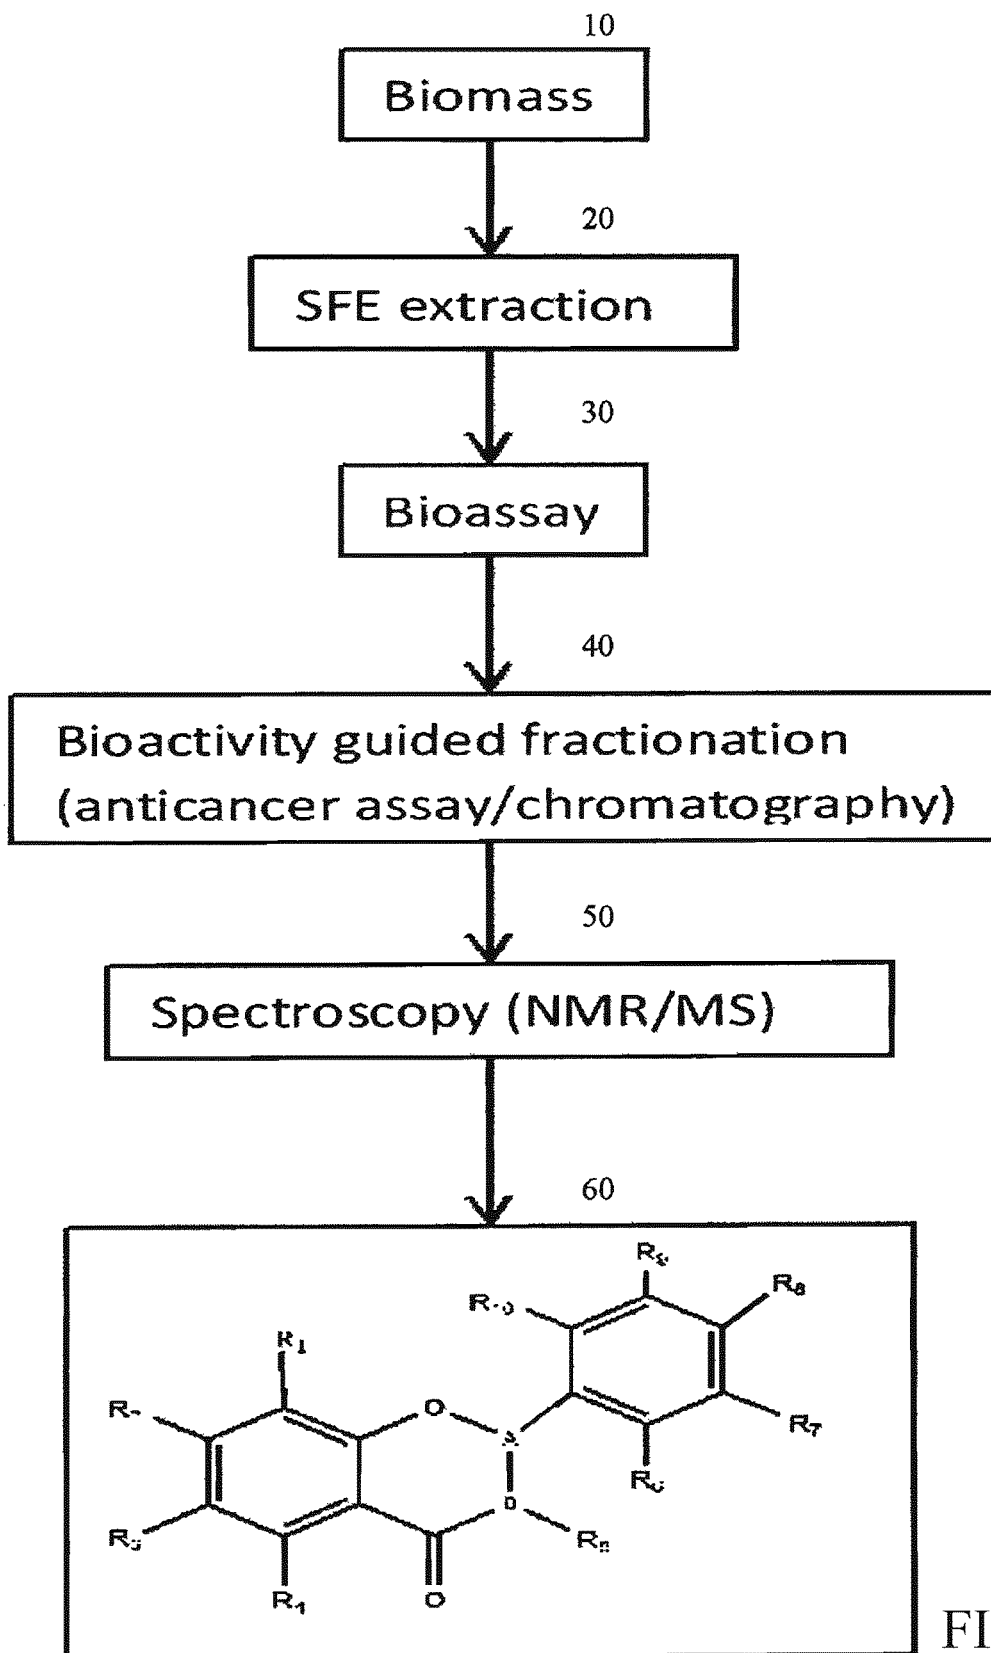 10
Biomass
20
SFE extraction
30
Bioassay
40
Bioactivity guided fractionation
(anticancer assay/chromatography)
50
Spectroscopy (NMR/MS)
60
R₈
R₁
O
R₇
O
R₄
FI